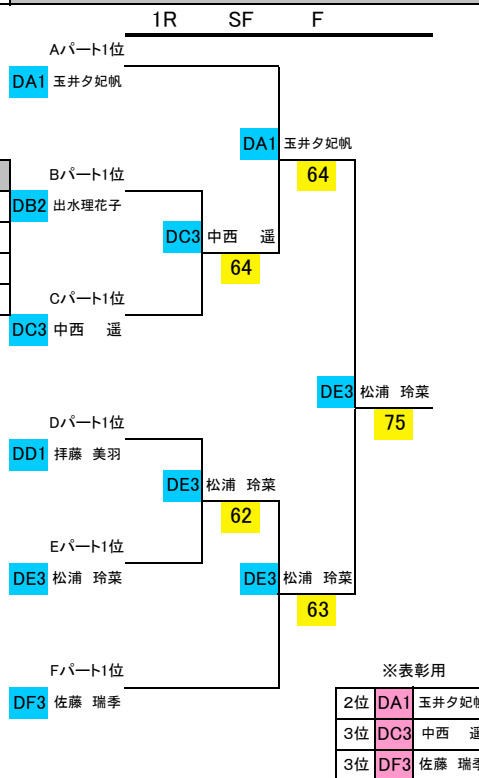 1R SF F
Aパート1位
DA1 玉井夕妃帆
DA1 玉井夕妃帆
64
Bパート1位
DB2 出水理花子
DC3 中西 遥
64
Cパート1位
DC3 中西 遥
DE3 松浦 玲菜
75
Dパート1位
DD1 拝藤 美羽
DE3 松浦 玲菜
62
Eパート1位
DE3 松浦 玲菜
DE3 松浦 玲菜
63
Fパート1位
DF3 佐藤 瑞季
※表彰用
2位 DA1 玉井夕妃
3位 DC3 中西
3位 DF3 佐藤 瑞季